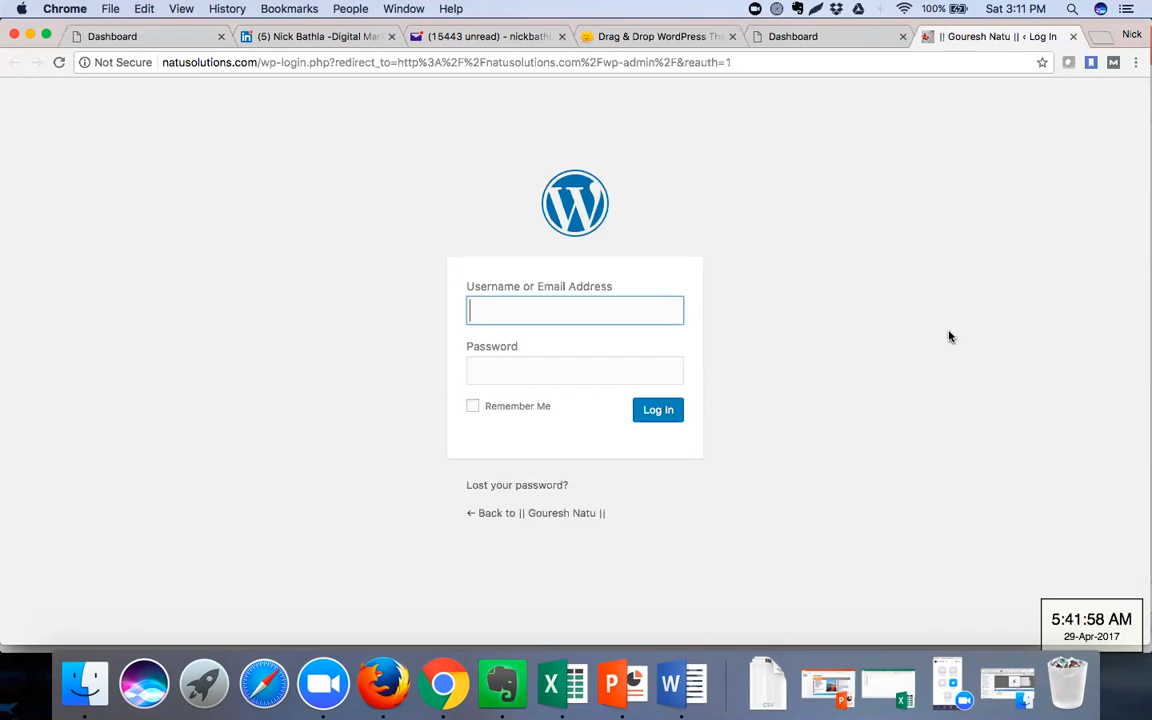 Chrome File Edit View History Bookmarks People Window Help 100% Sat 3:11 PM
Dashboard (5) Nick Bathia -Digital Mar (15443 unread) - nickbath Drag & Drop WordPress The Dashboard || Gouresh Natu || ‹ Log In Nick
Not Secure natusolutions.com/wp-login.php?redirect_to=http%3A%2F%2Fnatusolutions.com%2Fwp-admin%2F&reauth=1
Username or Email Address
Password
Remember Me Log In
Lost your password?
← Back to || Gouresh Natu ||
5:41:58 AM
29-Apr-2017